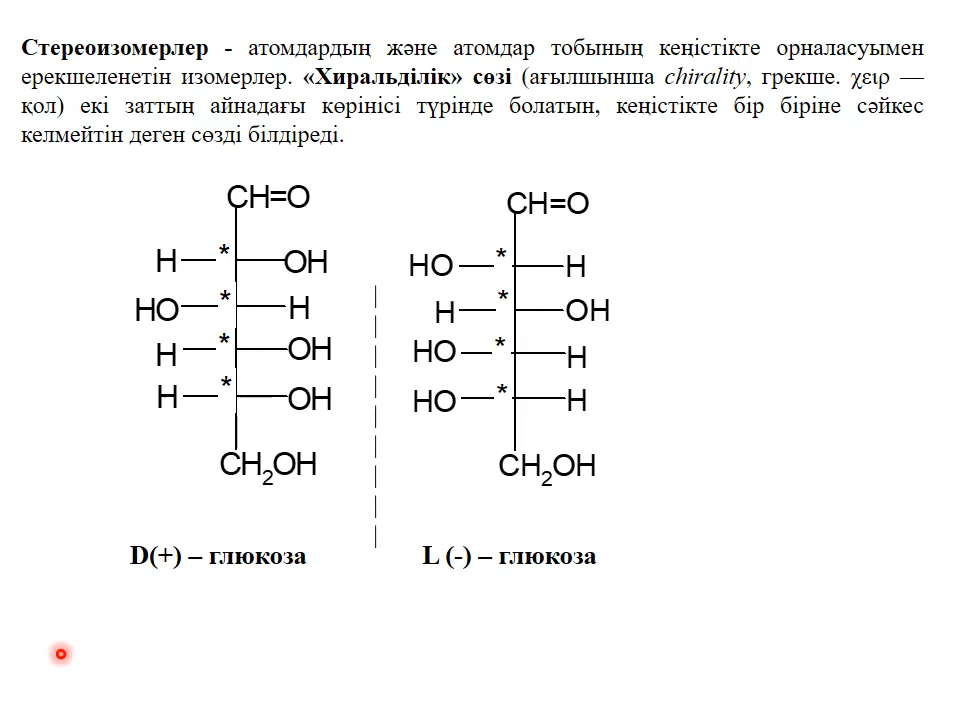 Стереоизомерлер - атомдардың және атомдар тобының кеңістікте орналасуымен
ерекшеленетін изомерлер. «Хиральділік» сөзі (ағылшынша chirality, грекше. χειρ —
қол) екі заттың айнадағы көрінісі түрінде болатын, кеңістікте бір біріне сәйкес
келмейтін деген сөзді білдіреді.
CH=O CH=O
H * OH HO * H
HO * H H * OH
H * OH HO * H
H * OH HO * H
CH2OH CH2OH
D(+) – глюкоза L (-) – глюкоза